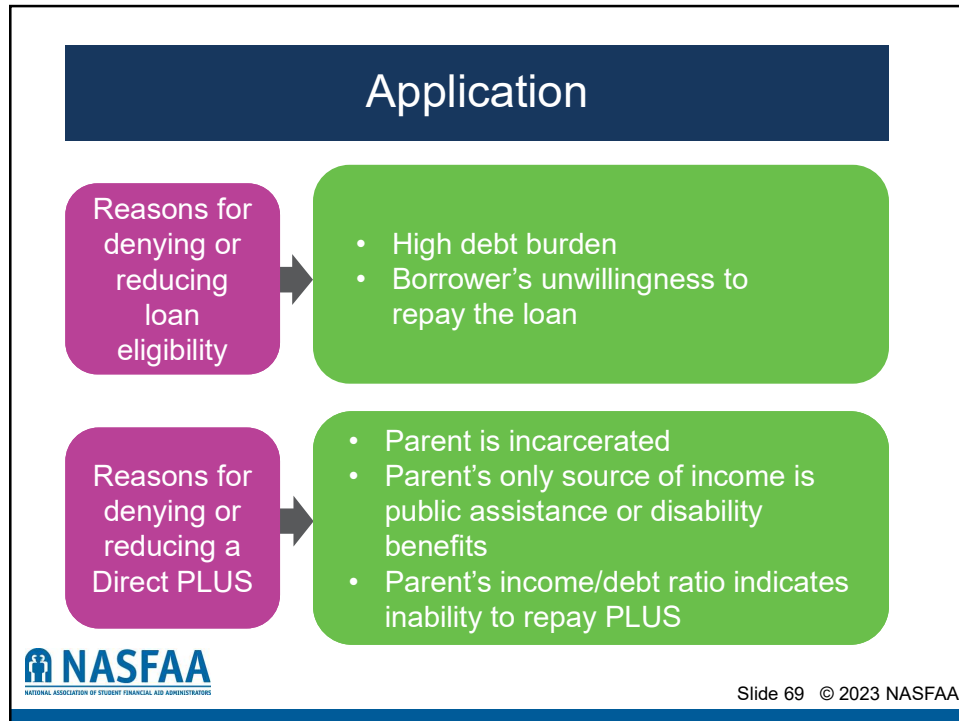 Application
Reasons for
denying or
reducing
loan
eligibility
• High debt burden
• Borrower’s unwillingness to
repay the loan
Reasons for
denying or
reducing a
Direct PLUS
• Parent is incarcerated
• Parent’s only source of income is
public assistance or disability
benefits
• Parent’s income/debt ratio indicates
inability to repay PLUS
NASFAA
NATIONAL ASSOCIATION OF STUDENT FINANCIAL AID ADMINISTRATORS
Slide 69 © 2023 NASFAA